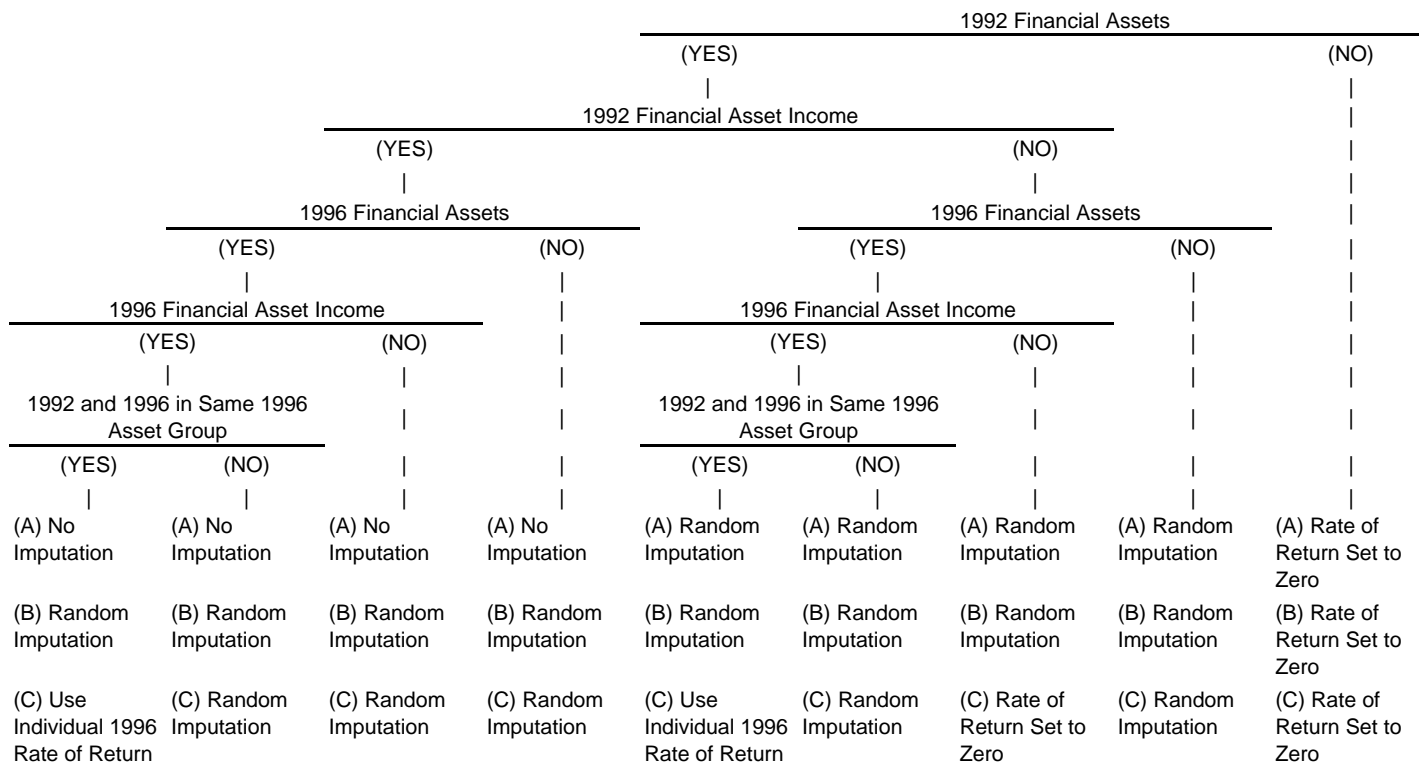 1992 Financial Assets
(YES) (NO)
| |
1992 Financial Asset Income |
(YES) (NO) |
| | |
1996 Financial Assets 1996 Financial Assets |
(YES) (NO) (YES) (NO) |
| | | | |
1996 Financial Asset Income | 1996 Financial Asset Income | |
(YES) (NO) | (YES) (NO) | |
| | | | | | |
1992 and 1996 in Same 1996 | | 1992 and 1996 in Same 1996 | | |
Asset Group Asset Group
(YES) (NO) | | (YES) (NO) | | |
| | | | | | | | |
(A) No (A) No (A) No (A) No (A) Random (A) Random (A) Random (A) Random (A) Rate of
Imputation Imputation Imputation Imputation Imputation Imputation Imputation Imputation Return Set to
Zero
(B) Random (B) Random (B) Random (B) Random (B) Random (B) Random (B) Random (B) Random (B) Rate of
Imputation Imputation Imputation Imputation Imputation Imputation Imputation Imputation Return Set to
Zero
(C) Use (C) Random (C) Random (C) Random (C) Use (C) Random (C) Rate of (C) Random (C) Rate of
Individual 1996 Imputation Imputation Imputation Individual 1996 Imputation Return Set to Imputation Return Set to
Rate of Return Rate of Return Zero Zero